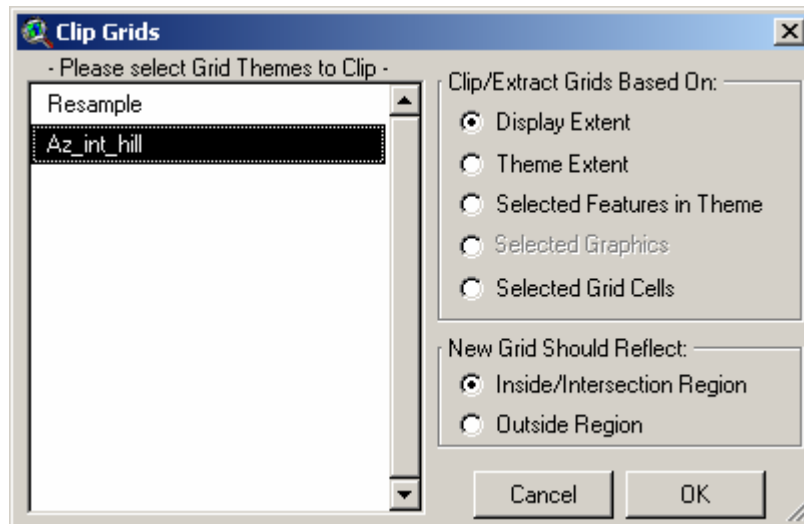 Clip Grids
- Please select Grid Themes to Clip -
Resample
Az_int_hill
Clip/Extract Grids Based On:
Display Extent
Theme Extent
Selected Features in Theme
Selected Graphics
Selected Grid Cells
New Grid Should Reflect:
Inside/Intersection Region
Outside Region
Cancel
OK